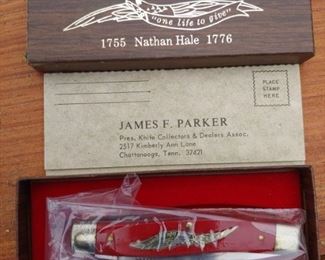 "one life to give"
1755 Nathan Hale 1776
PLACE
STAMP
HERE
JAMES F. PARKER
Pres. Knife Collectors & Dealers Assoc.
2517 Kimberly Ann Lane
Chattanooga, Tenn. 37421